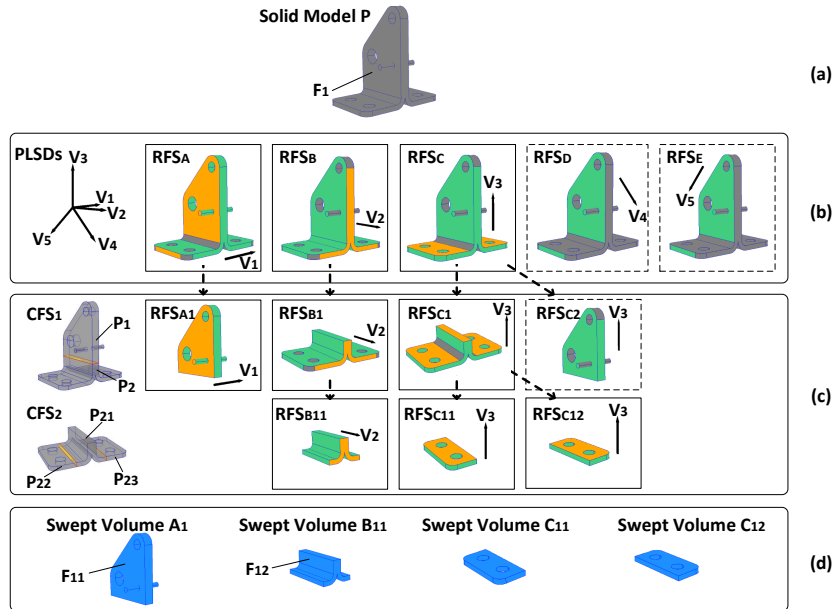 Solid Model P
F1
(a)
PLSDs
V3
V1
V2
V5
V4
RFSA
V1
RFSB
V2
RFSC
V3
RFSD
V4
RFSE
V5
(b)
CFS1
P1
P2
RFSA1
V1
RFSB1
V2
RFSC1
V3
RFSC2
V3
CFS2
P21
P22
P23
RFSB11
V2
RFSC11
V3
RFSC12
V3
(c)
Swept Volume A1
F11
Swept Volume B11
F12
Swept Volume C11
Swept Volume C12
(d)